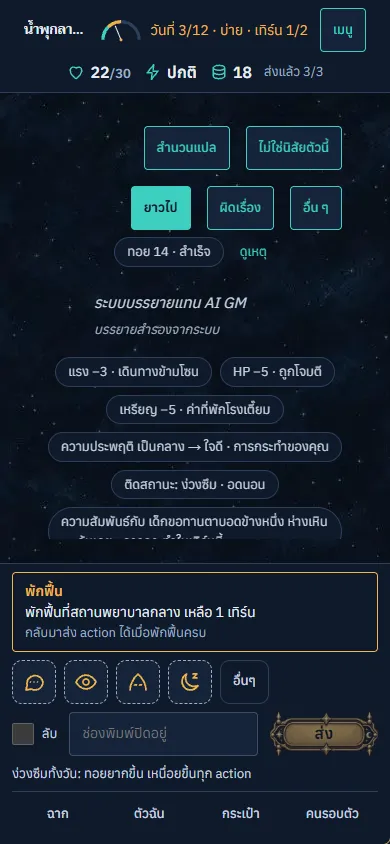 น้ำพุกลา... วันที่ 3/12 · บ่าย · เทิร์น 1/2 เมนู
22/30 ปกติ 18 ส่งแล้ว 3/3
สำนวนแปล ไม่ใช่นิสัยตัวนี้
ยาวไป ผิดเรื่อง อื่น ๆ
ทอย 14 · สำเร็จ ดูเหตุ
ระบบบรรยายแทน AI GM
บรรยายสำรองจากระบบ
แรง −3 · เดินทางข้ามโซน HP −5 · ถูกโจมตี
เหรียญ −5 · ค่าที่พักโรงเตี๊ยม
ความประพฤติ เป็นกลาง → ใจดี · การกระทำของคุณ
ติดสถานะ: ง่วงซึม · อดนอน
ความสัมพันธ์กับ เด็กขอทานตาบอดข้างหนึ่ง ห่างเหิน
พักฟื้น
พักฟื้นที่สถานพยาบาลกลาง เหลือ 1 เทิร์น
กลับมาส่ง action ได้เมื่อพักฟื้นครบ
อื่นๆ
ลับ ช่องพิมพ์ปิดอยู่ ส่ง
ง่วงซึมทั้งวัน: ทอยยากขึ้น เหนื่อยขึ้นทุก action
ฉาก ตัวฉัน กระเป๋า คนรอบตัว